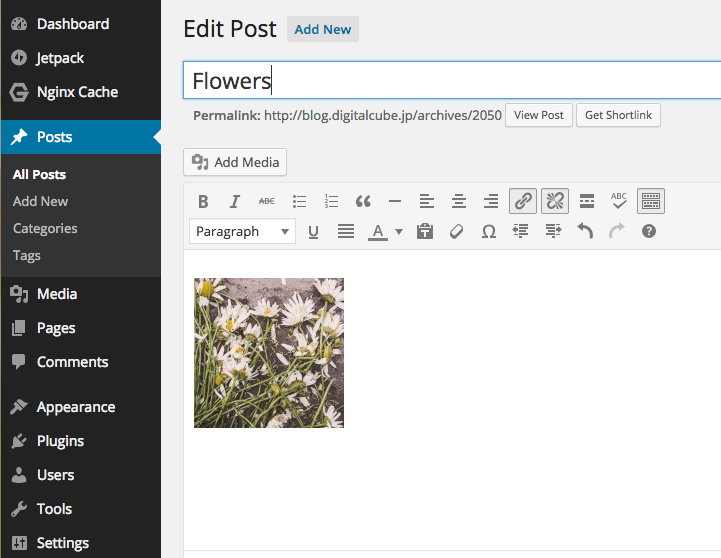 Dashboard
Jetpack
Nginx Cache
Posts
All Posts
Add New
Categories
Tags
Media
Pages
Comments
Appearance
Plugins
Users
Tools
Settings
Edit Post Add New
Flowers
Permalink: http://blog.digitalcube.jp/archives/2050 View Post Get Shortlink
Add Media
B I ABC ABC
Paragraph U A T Ω ?